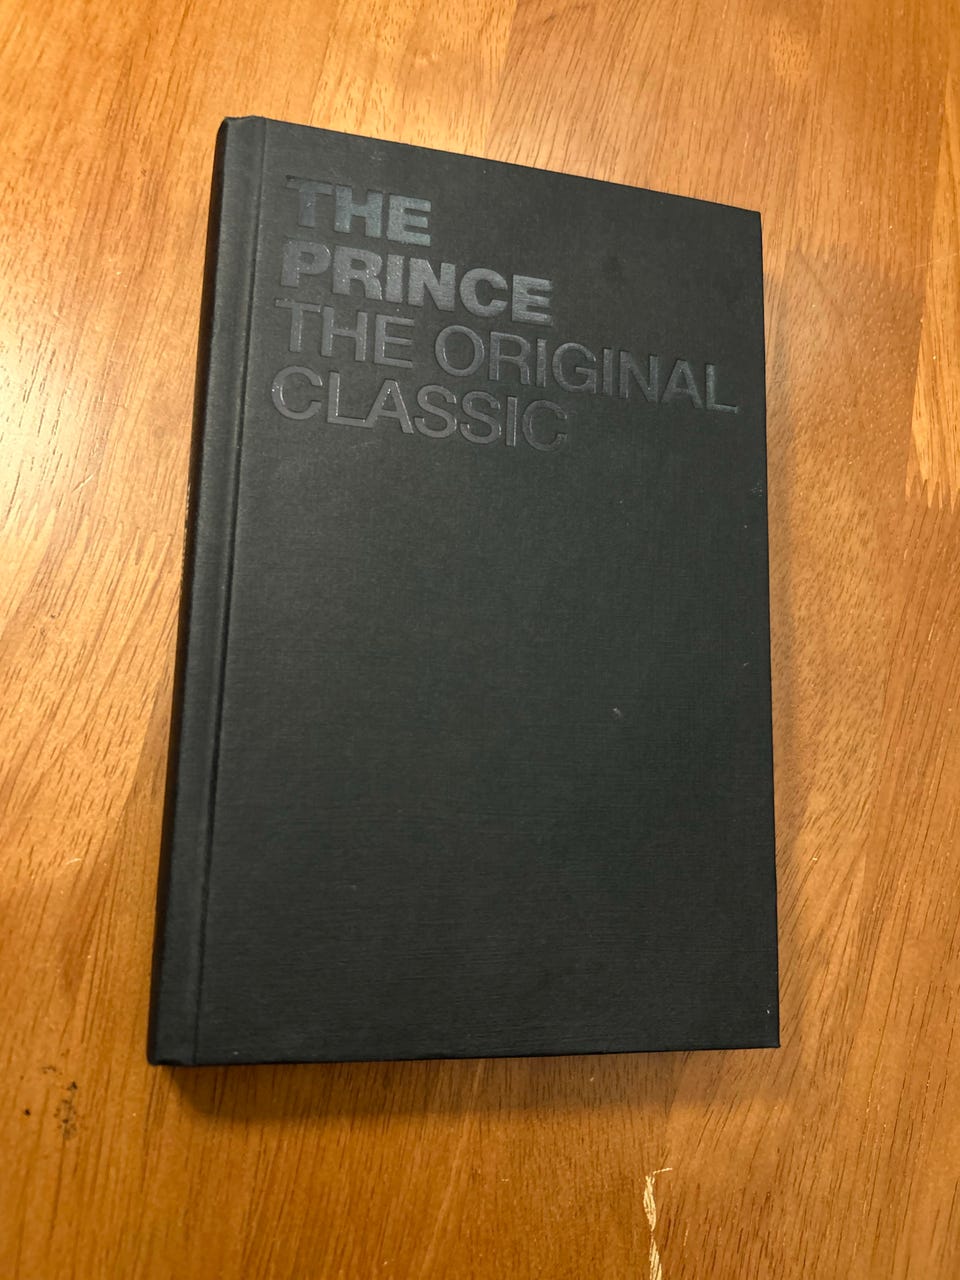 THE
PRINCE
THE ORIGINAL
CLASSIC